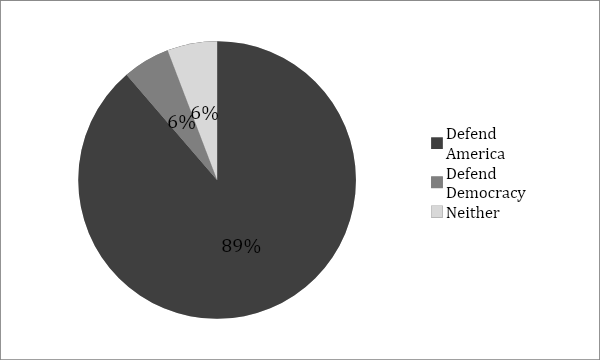 6%
6%
89%
Defend
America
Defend
Democracy
Neither